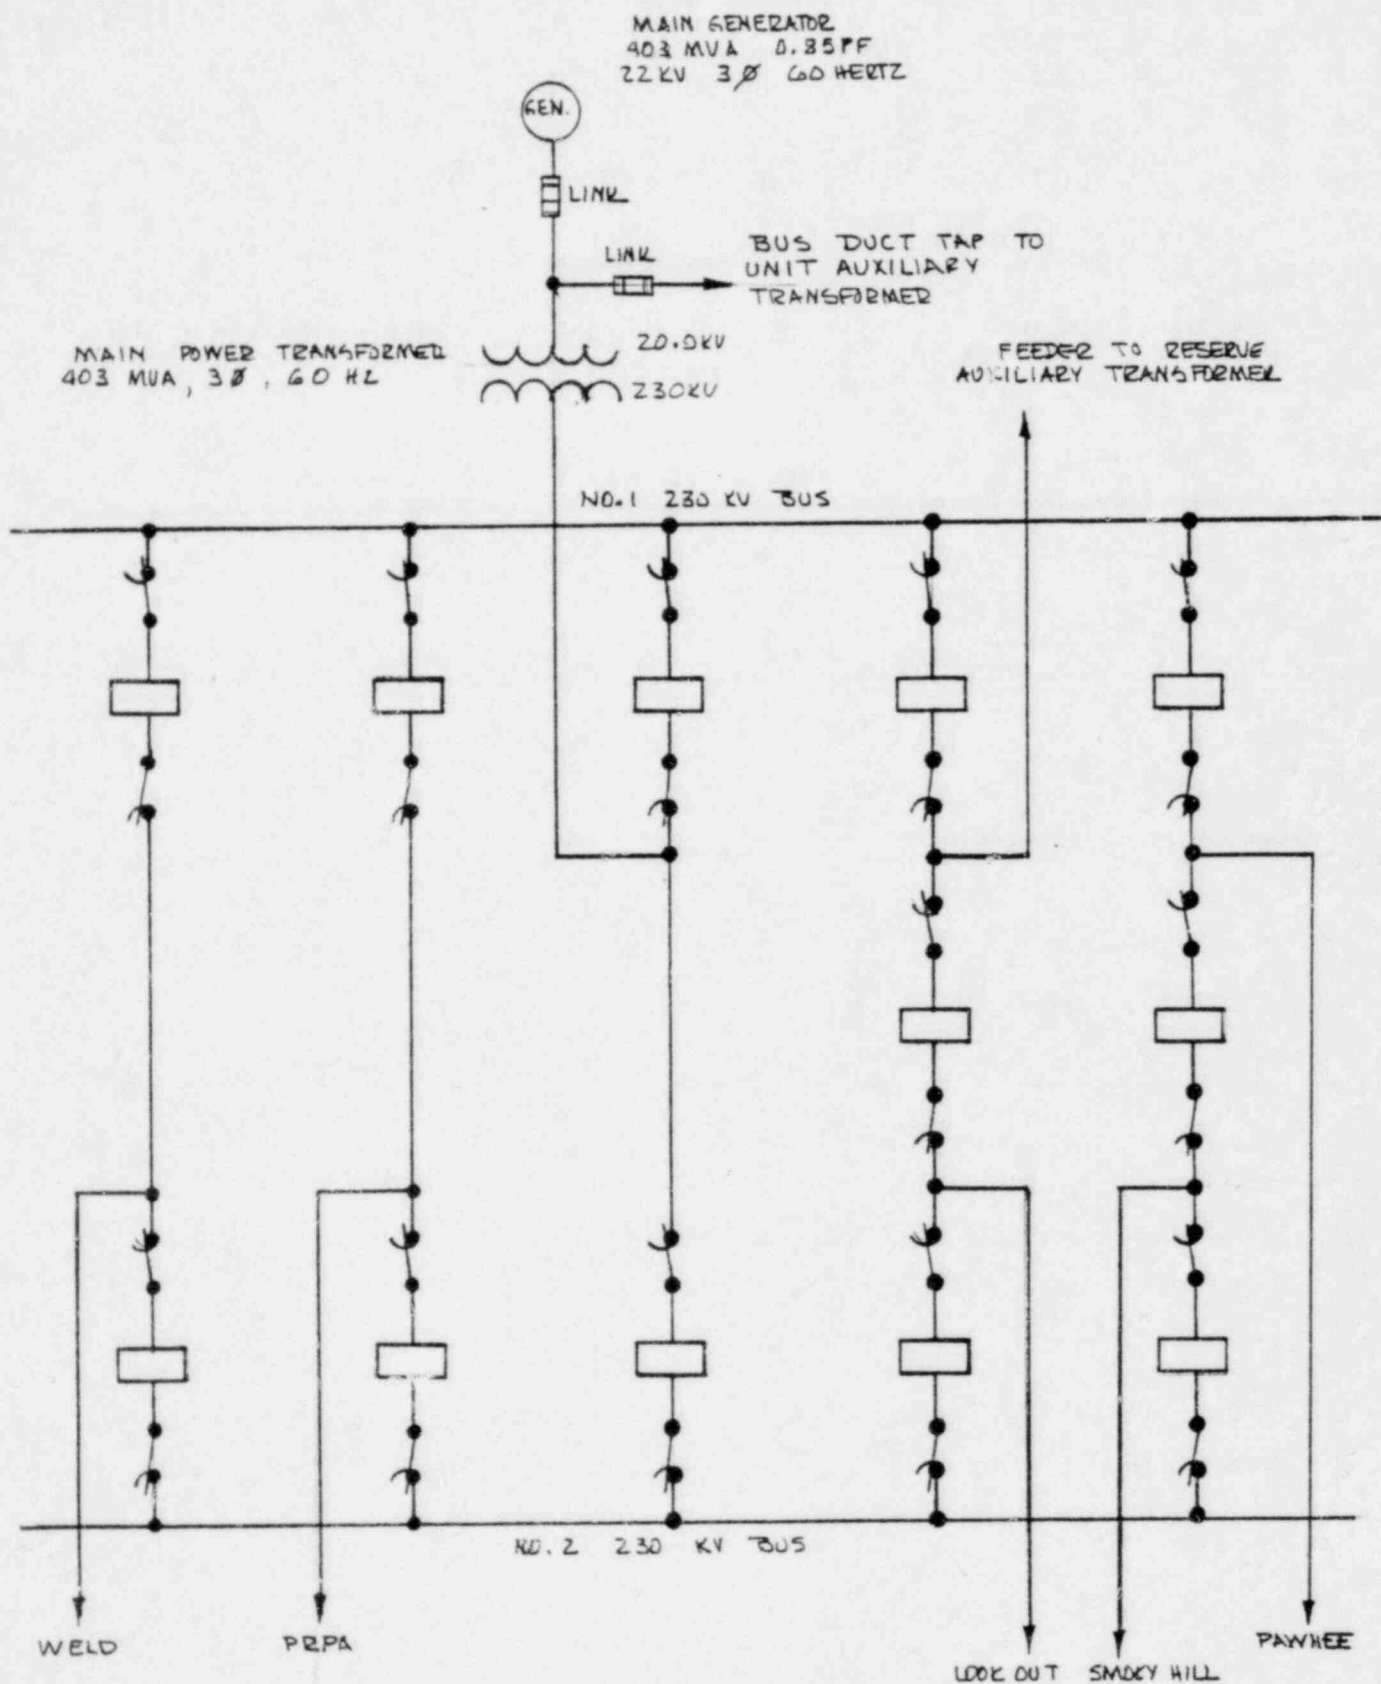 MAIN GENERATOR
403 MVA 0.85PF
22KV 3Ø 60 HERTZ
GEN.
LINK
LINK
BUS DUCT TAP TO
UNIT AUXILIARY
TRANSFORMER
MAIN POWER TRANSFORMER
403 MVA, 3Ø, 60 HZ
20.0KV
230KV
FEEDER TO RESERVE
AUXILIARY TRANSFORMER
NO.1 230 KV BUS
NO.2 230 KV BUS
WELD
PRPA
LOOK OUT
SMOKY HILL
PAWNEE